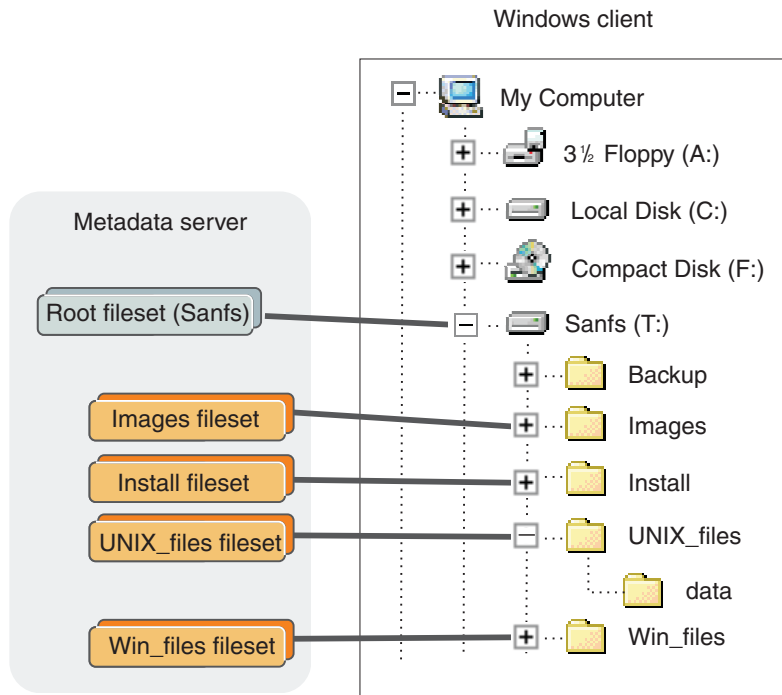 Windows client
My Computer
3½ Floppy (A:)
Metadata server
Local Disk (C:)
Compact Disk (F:)
Root fileset (Sanfs)
Sanfs (T:)
Backup
Images fileset
Images
Install fileset
Install
UNIX_files fileset
UNIX_files
data
Win_files fileset
Win_files